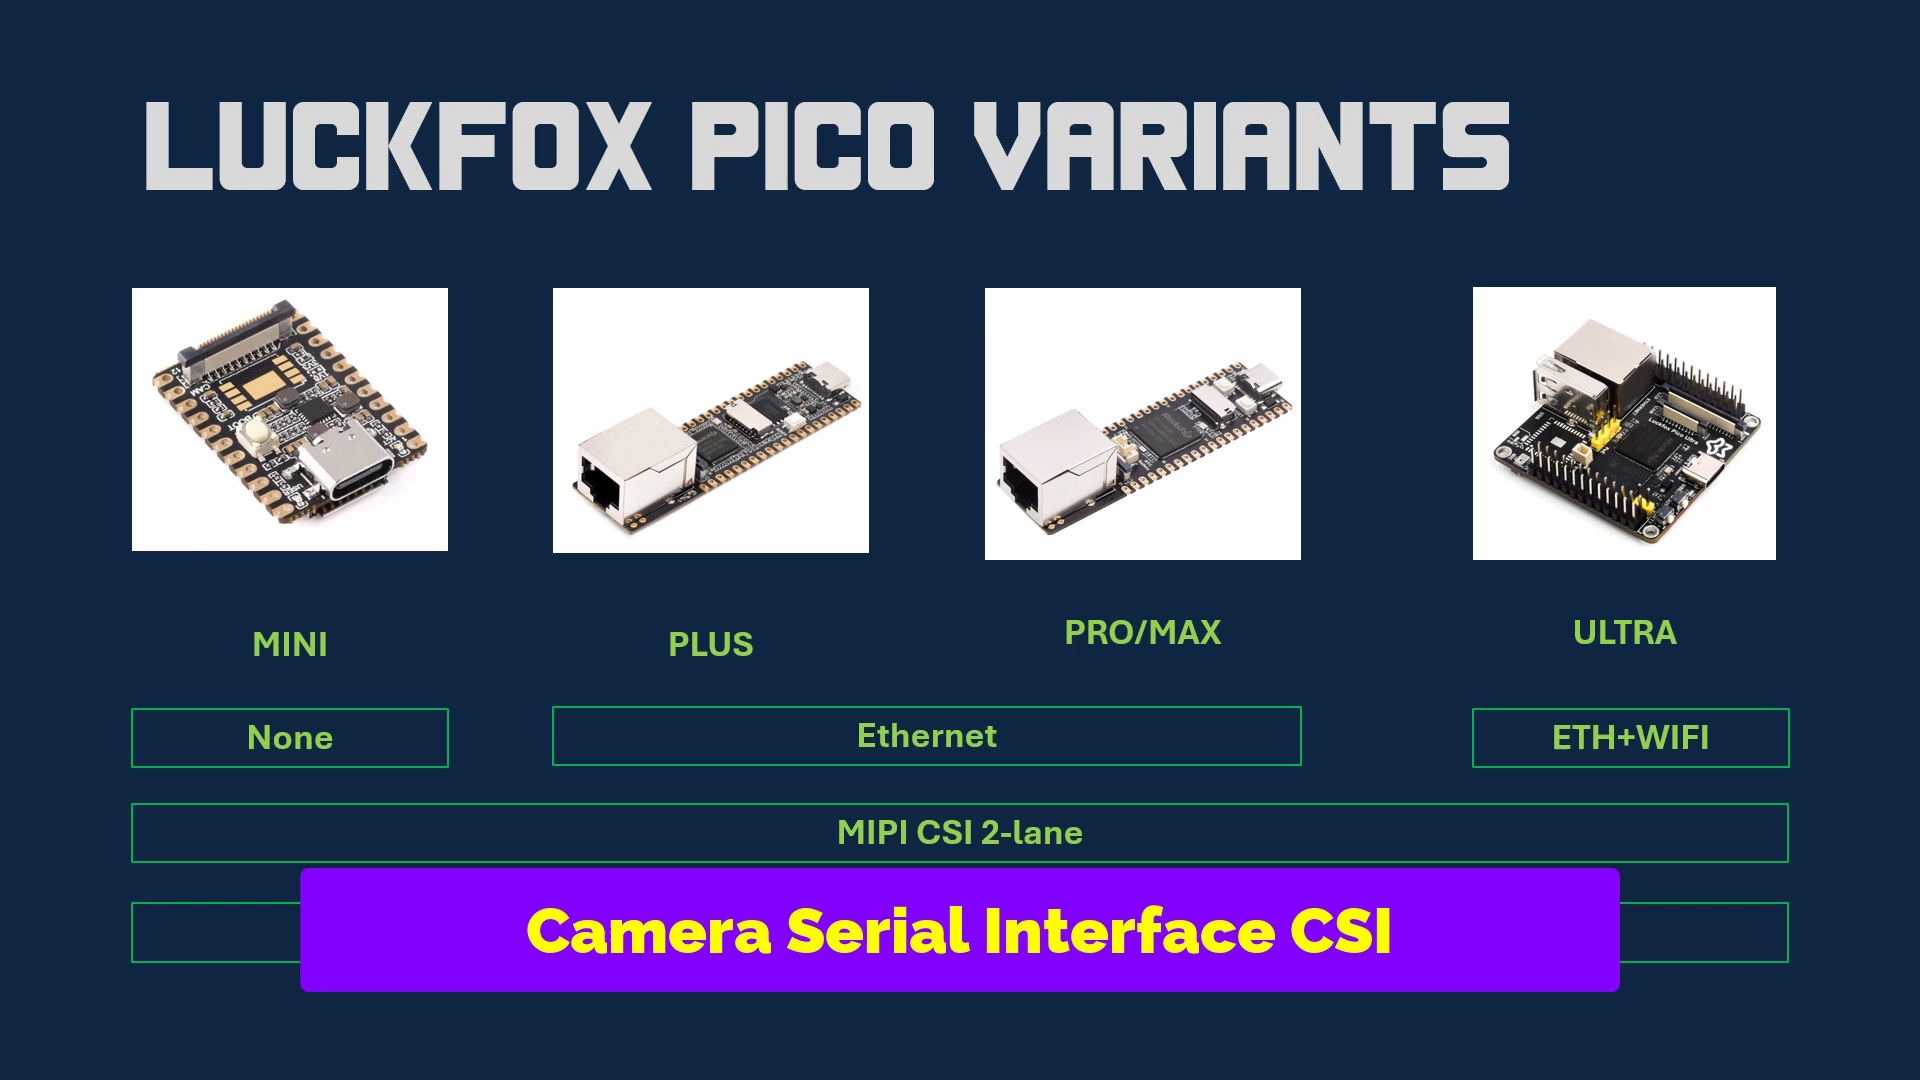 LUCKFOX PICO VARIANTS
MINI
PLUS
PRO/MAX
ULTRA
None
Ethernet
ETH+WIFI
MIPI CSI 2-lane
Camera Serial Interface CSI